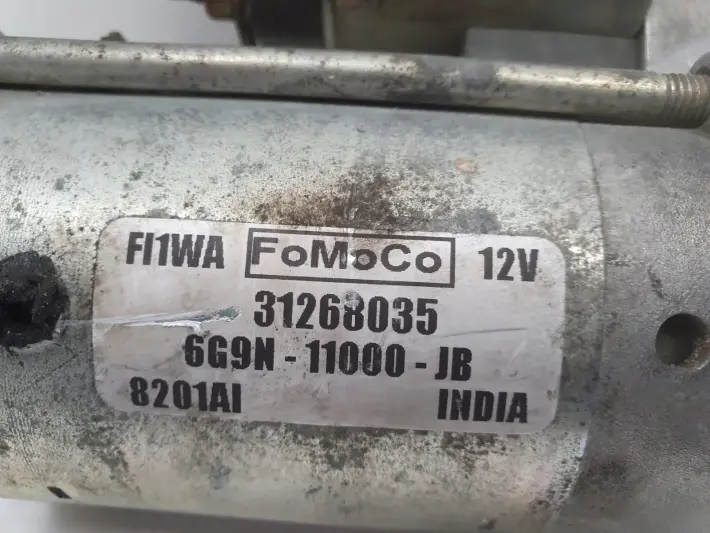 FI1WA FoMoCo 12V
31268035
6G9N - 11000 - JB
8201AI INDIA